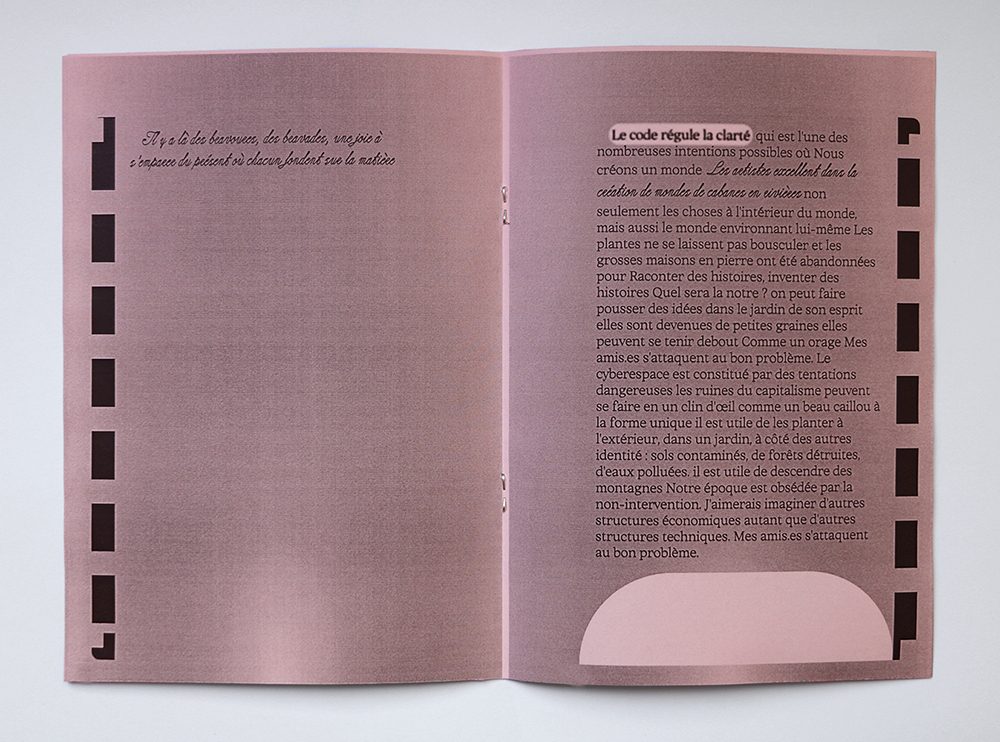 Il y a là des bravoures, des bravades, une joie à
s'emparer du présent où chacun fondent sur la matière
Le code régule la clarté qui est l'une des
nombreuses intentions possibles où Nous
créons un monde Les artistes excellent dans la
création de mondes de cabanes en rivières non
seulement les choses à l'intérieur du monde,
mais aussi le monde environnant lui-même Les
plantes ne se laissent pas bousculer et les
grosses maisons en pierre ont été abandonnées
pour Raconter des histoires, inventer des
histoires Quel sera la notre ? on peut faire
pousser des idées dans le jardin de son esprit
elles sont devenues de petites graines elles
peuvent se tenir debout Comme un orage Mes
amis.es s'attaquent au bon problème. Le
cyberespace est constitué par des tentations
dangereuses les ruines du capitalisme peuvent
se faire en un clin d'œil comme un beau caillou à
la forme unique il est utile de les planter à
l'extérieur, dans un jardin, à côté des autres
identité : sols contaminés, de forêts détruites,
d'eaux polluées. il est utile de descendre des
montagnes Notre époque est obsédée par la
non-intervention. J'aimerais imaginer d'autres
structures économiques autant que d'autres
structures techniques. Mes amis.es s'attaquent
au bon problème.